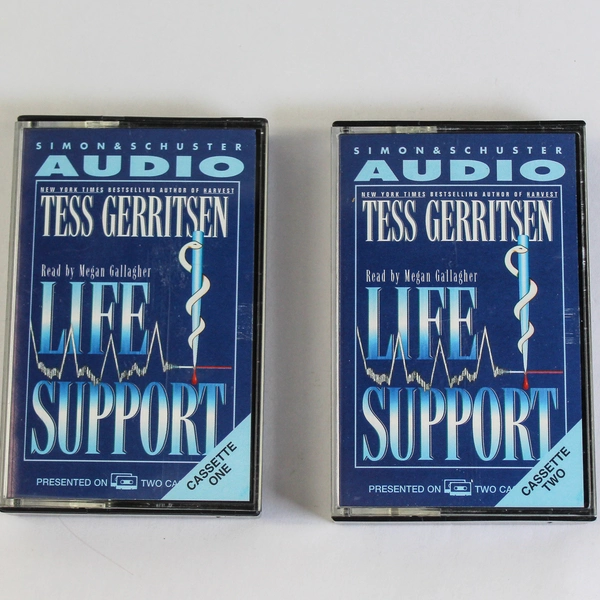 SIMON & SCHUSTER
AUDIO
NEW YORK TIMES BESTSELLING AUTHOR OF HARVEST
TESS GERRITSEN
Read by Megan Gallagher
LIFE
SUPPORT
PRESENTED ON TWO CA
CASSETTE
ONE
SIMON & SCHUSTER
AUDIO
NEW YORK TIMES BESTSELLING AUTHOR OF HARVEST
TESS GERRITSEN
Read by Megan Gallagher
LIFE
SUPPORT
PRESENTED ON TWO C
CASSETTE
TWO